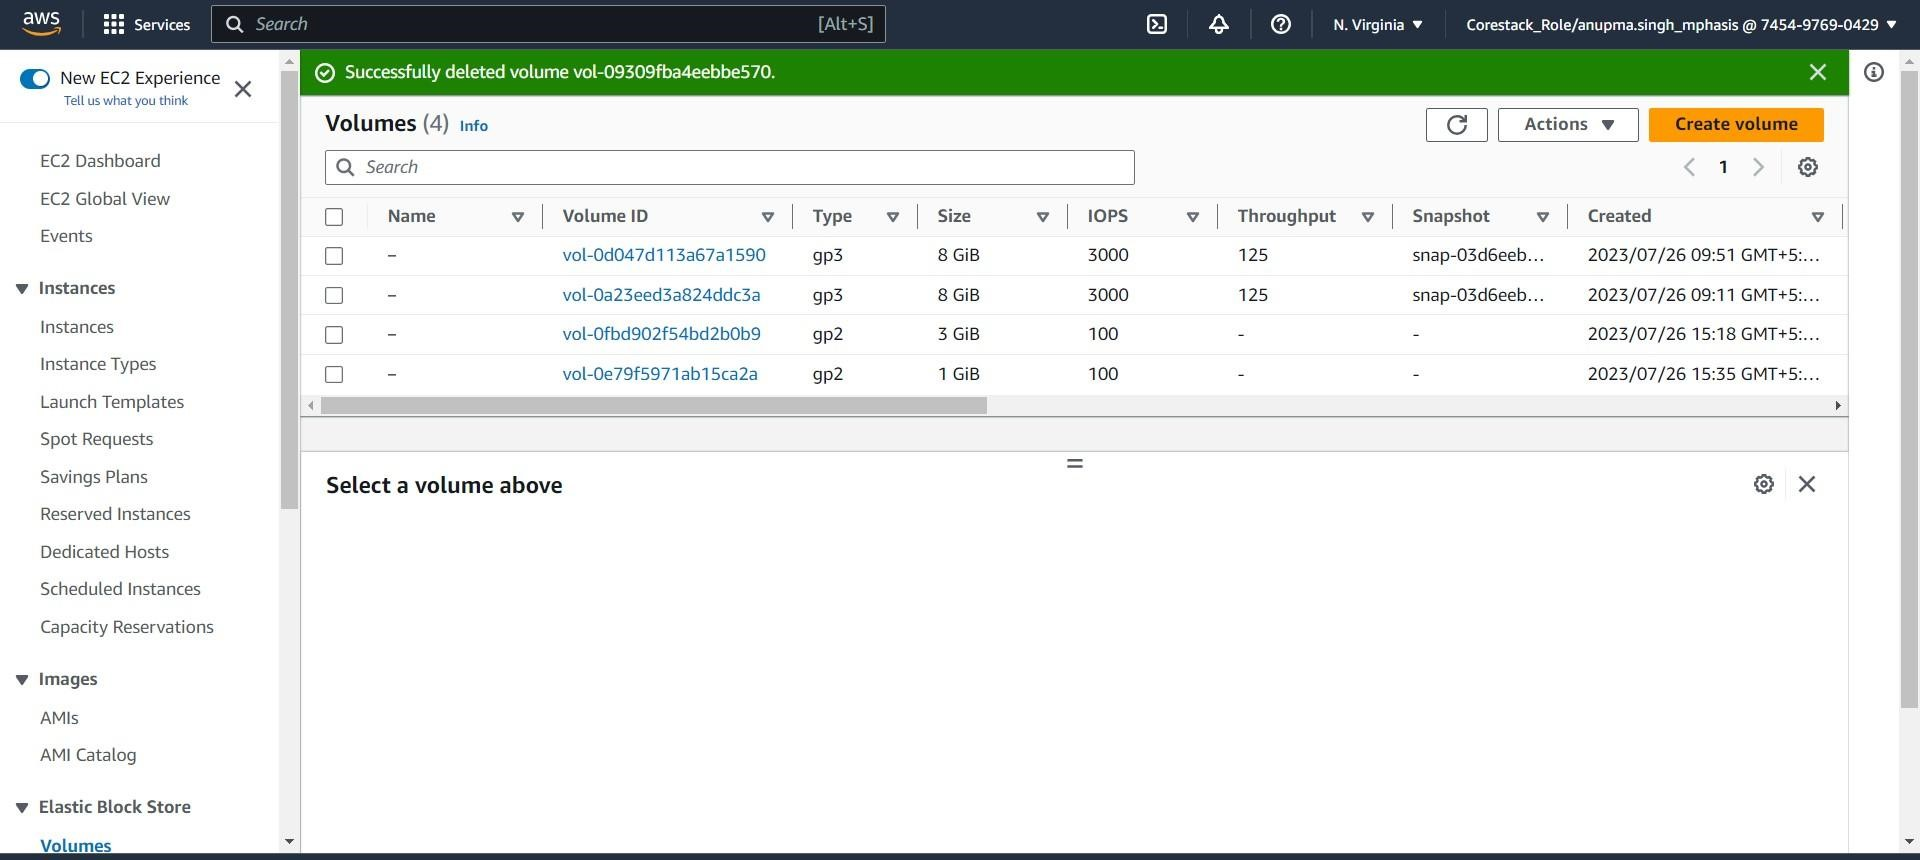 aws Services Search [Alt+S] N. Virginia Corestack_Role/anupma.singh_mphasis @ 7454-9769-0429
New EC2 Experience
Tell us what you think
EC2 Dashboard
EC2 Global View
Events
Instances
Instances
Instance Types
Launch Templates
Spot Requests
Savings Plans
Reserved Instances
Dedicated Hosts
Scheduled Instances
Capacity Reservations
Images
AMIs
AMI Catalog
Elastic Block Store
Volumes
Successfully deleted volume vol-09309fba4eebbe570.
Volumes (4) Info Actions Create volume
Search 1
Name Volume ID Type Size IOPS Throughput Snapshot Created
– vol-0d047d113a67a1590 gp3 8 GiB 3000 125 snap-03d6eeb... 2023/07/26 09:51 GMT+5:...
– vol-0a23eed3a824ddc3a gp3 8 GiB 3000 125 snap-03d6eeb... 2023/07/26 09:11 GMT+5:...
– vol-0fbd902f54bd2b0b9 gp2 3 GiB 100 - - 2023/07/26 15:18 GMT+5:...
– vol-0e79f5971ab15ca2a gp2 1 GiB 100 - - 2023/07/26 15:35 GMT+5:...
Select a volume above